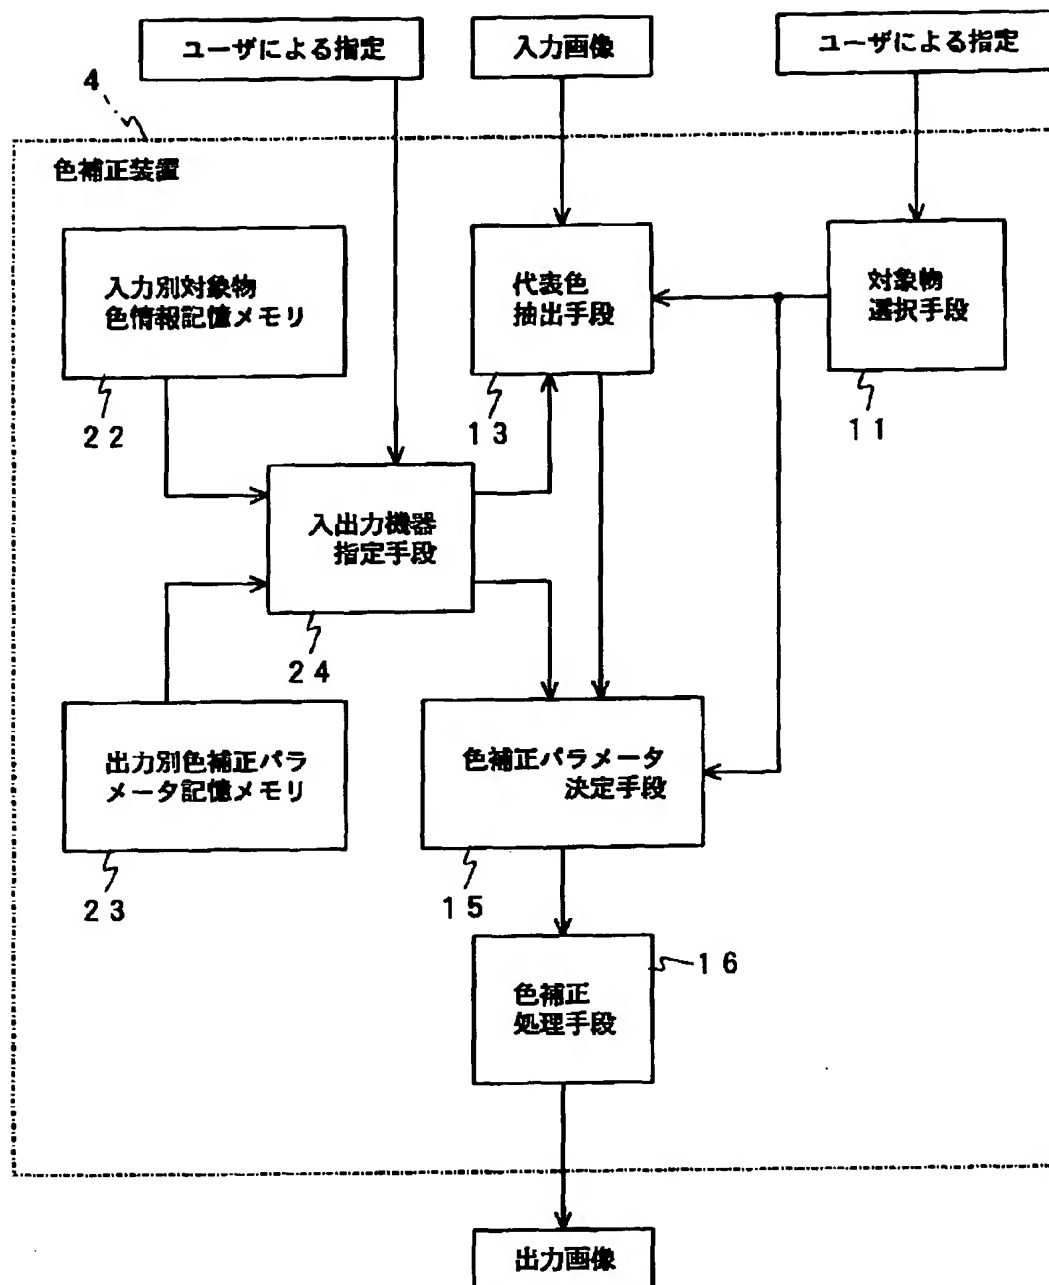 ユーザによる指定
入力画像
ユーザによる指定
4
色補正装置
入力別対象物
色情報記憶メモリ
22
代表色
抽出手段
13
対象物
選択手段
11
入出力機器
指定手段
24
出力別色補正パラ
メータ記憶メモリ
23
色補正パラメータ
決定手段
15
色補正
処理手段
16
出力画像